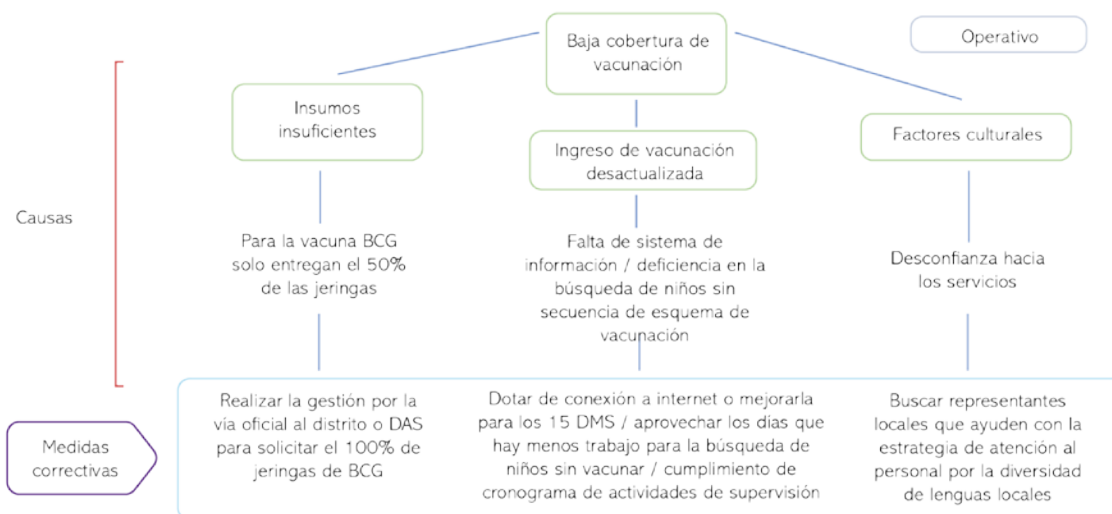 Baja cobertura de
vacunación
Operativo
Insumos
insuficientes
Ingreso de vacunación
desactualizada
Factores culturales
Causas
Para la vacuna BCG
solo entregan el 50%
de las jeringas
Falta de sistema de
información / deficiencia en la
búsqueda de niños sin
secuencia de esquema de
vacunación
Desconfianza hacia
los servicios
Medidas
correctivas
Realizar la gestión por la
vía oficial al distrito o DAS
para solicitar el 100% de
jeringas de BCG
Dotar de conexión a internet o mejorarla
para los 15 DMS / aprovechar los días que
hay menos trabajo para la búsqueda de
niños sin vacunar / cumplimiento de
cronograma de actividades de supervisión
Buscar representantes
locales que ayuden con la
estrategia de atención al
personal por la diversidad
de lenguas locales